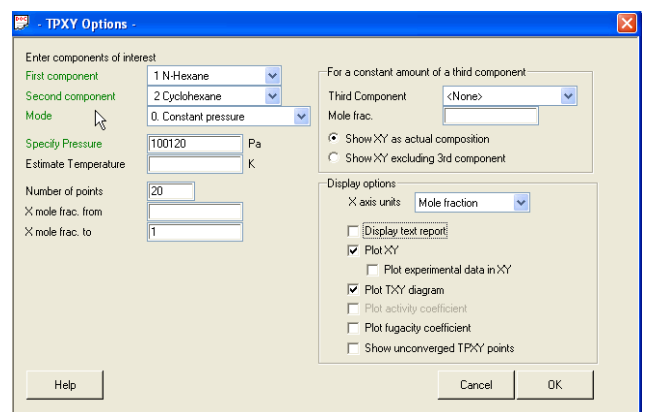 - TPXY Options -
Enter components of interest
First component 1 N-Hexane
Second component 2 Cyclohexane
Mode 0. Constant pressure
Specify Pressure 100120 Pa
Estimate Temperature K
Number of points 20
X mole frac. from
X mole frac. to 1
For a constant amount of a third component
Third Component <None>
Mole frac.
Show XY as actual composition
Show XY excluding 3rd component
Display options
X axis units Mole fraction
Display text report
Plot XY
Plot experimental data in XY
Plot TXY diagram
Plot activity coefficient
Plot fugacity coefficient
Show unconverged TPXY points
Help Cancel OK